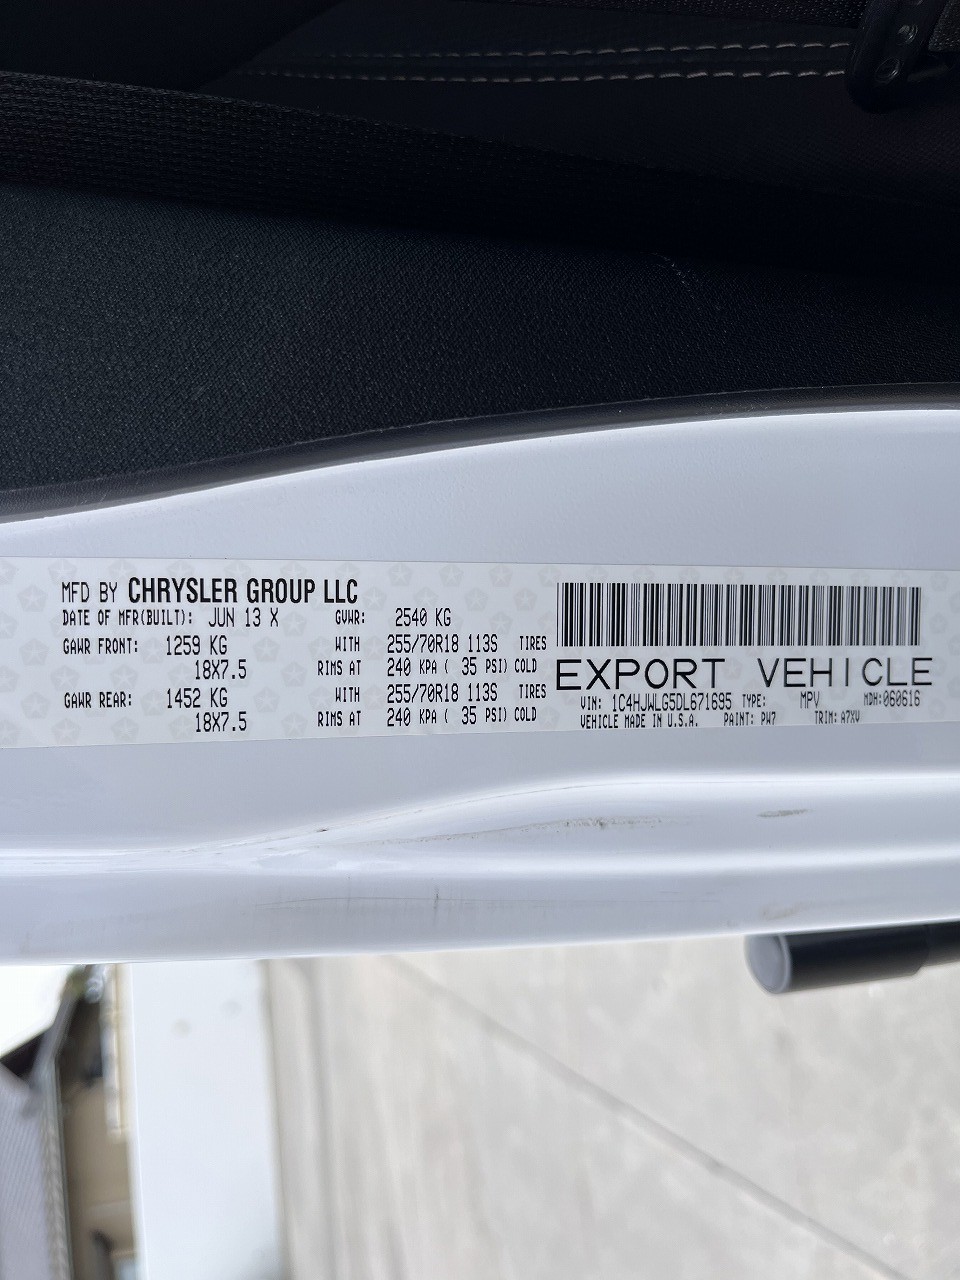 MFD BY CHRYSLER GROUP LLC
DATE OF MFR(BUILT): JUN 13 X GVWR: 2540 KG
GAWR FRONT: 1259 KG WITH 255/70R18 113S TIRES
18X7.5 RIMS AT 240 KPA ( 35 PSI) COLD
GAWR REAR: 1452 KG WITH 255/70R18 113S TIRES
18X7.5 RIMS AT 240 KPA ( 35 PSI) COLD
EXPORT VEHICLE
VIN: 1C4HJWLG5DL671695 TYPE: MPV MDH:060616
VEHICLE MADE IN U.S.A. PAINT: PW7 TRIM: A7XV